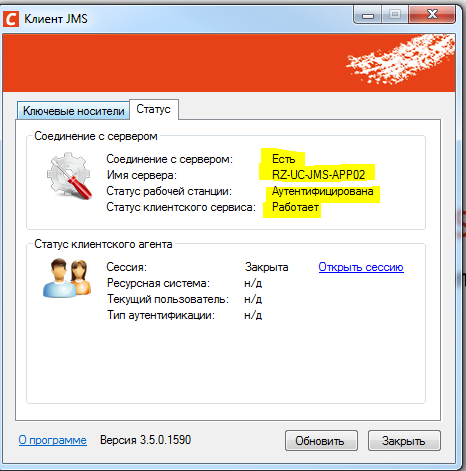 Клиент JMS
Ключевые носители
Статус
Соединение с сервером
Соединение с сервером: Есть
Имя сервера: RZ-UC-JMS-APP02
Статус рабочей станции: Аутентифицирована
Статус клиентского сервиса: Работает
Статус клиентского агента
Сессия: Закрыта Открыть сессию
Ресурсная система: н/д
Текущий пользователь: н/д
Тип аутентификации: н/д
О программе Версия 3.5.0.1590 Обновить Закрыть